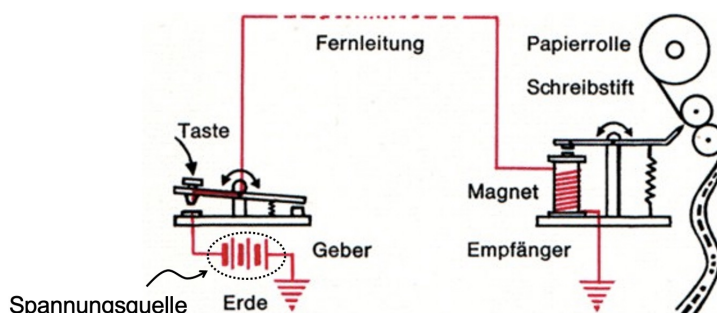 Fernleitung
Papierrolle
Schreibstift
Taste
Magnet
Geber
Empfänger
Spannungsquelle
Erde